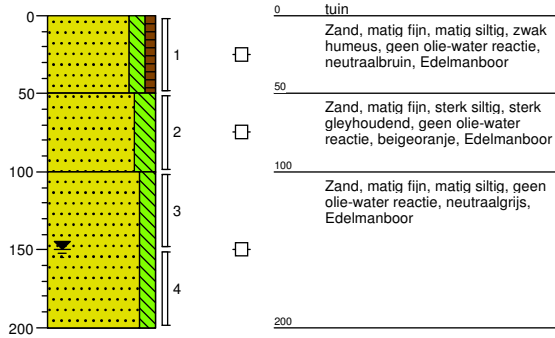 0
50
100
150
200
1
2
3
4
0
tuin
Zand, matig fijn, matig siltig, zwak
humeus, geen olie-water reactie,
neutraalbruin, Edelmanboor
50
Zand, matig fijn, sterk siltig, sterk
gleyhoudend, geen olie-water
reactie, beigeoranje, Edelmanboor
100
Zand, matig fijn, matig siltig, geen
olie-water reactie, neutraalgrijs,
Edelmanboor
200